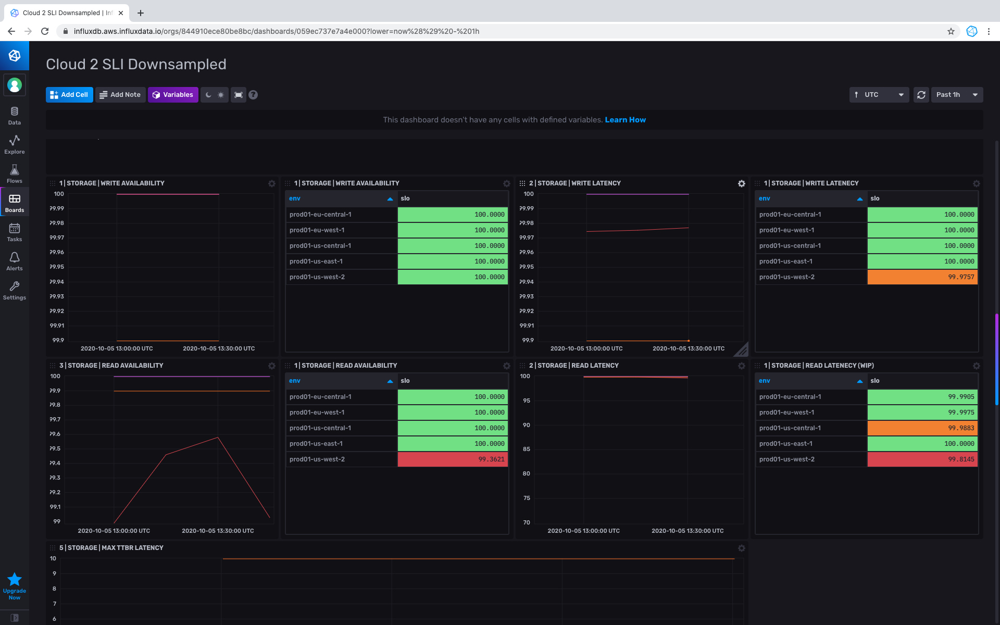 Cloud 2 SLI Downsampled | Inf
influxdb.aws.influxdata.io/orgs/844910ece80be8bc/dashboards/059ec737e7a4e000?lower=now%28%29%20-%201h
Cloud 2 SLI Downsampled
Add Cell
Add Note
Variables
?
UTC
Past 1h
This dashboard doesn't have any cells with defined variables. Learn How
Data
Explore
Flows
Boards
Tasks
Alerts
Settings
Upgrade
Now
1 | STORAGE | WRITE AVAILABILITY
100
99.99
99.98
99.97
99.96
99.95
99.94
99.93
99.92
99.91
99.9
2020-10-05 13:00:00 UTC 2020-10-05 13:30:00 UTC
1 | STORAGE | WRITE AVAILABILITY
env slo
prod01-eu-central-1 100.0000
prod01-eu-west-1 100.0000
prod01-us-central-1 100.0000
prod01-us-east-1 100.0000
prod01-us-west-2 100.0000
2 | STORAGE | WRITE LATENCY
100
99.99
99.98
99.97
99.96
99.95
99.94
99.93
99.92
99.91
99.9
2020-10-05 13:00:00 UTC 2020-10-05 13:30:00 UTC
1 | STORAGE | WRITE LATENECY
env slo
prod01-eu-central-1 100.0000
prod01-eu-west-1 100.0000
prod01-us-central-1 100.0000
prod01-us-east-1 100.0000
prod01-us-west-2 99.9757
3 | STORAGE | READ AVAILABILITY
100
99.9
99.8
99.7
99.6
99.5
99.4
99.3
99.2
99.1
99
2020-10-05 13:00:00 UTC 2020-10-05 13:30:00 UTC
1 | STORAGE | READ AVAILABILITY
env slo
prod01-eu-central-1 100.0000
prod01-eu-west-1 100.0000
prod01-us-central-1 100.0000
prod01-us-east-1 100.0000
prod01-us-west-2 99.3621
2 | STORAGE | READ LATENCY
100
95
90
85
80
75
70
2020-10-05 13:00:00 UTC 2020-10-05 13:30:00 UTC
1 | STORAGE | READ LATENECY (WIP)
env slo
prod01-eu-central-1 99.9905
prod01-eu-west-1 99.9975
prod01-us-central-1 99.9883
prod01-us-east-1 100.0000
prod01-us-west-2 99.8145
5 | STORAGE | MAX TTBR LATENCY
10
9
8
7
6